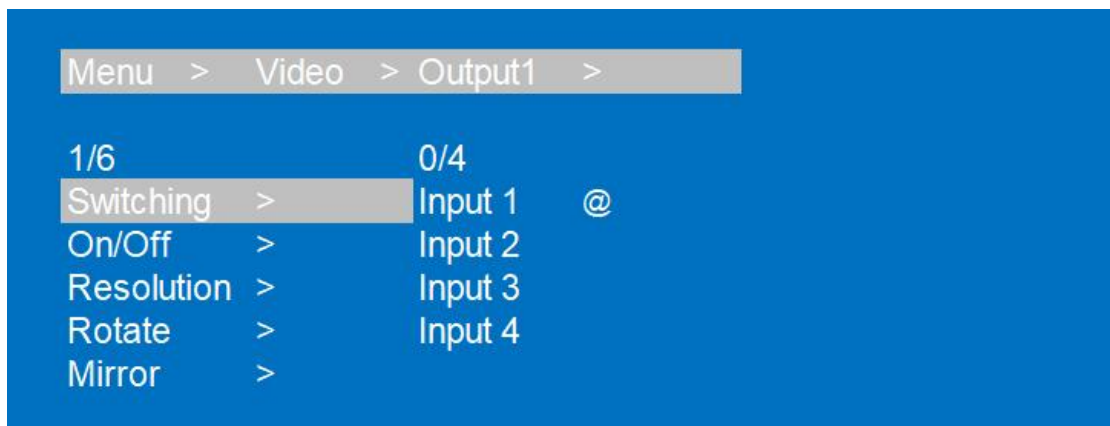 Menu > Video > Output1 >
1/6 0/4
Switching > Input 1 @
On/Off > Input 2
Resolution > Input 3
Rotate > Input 4
Mirror >